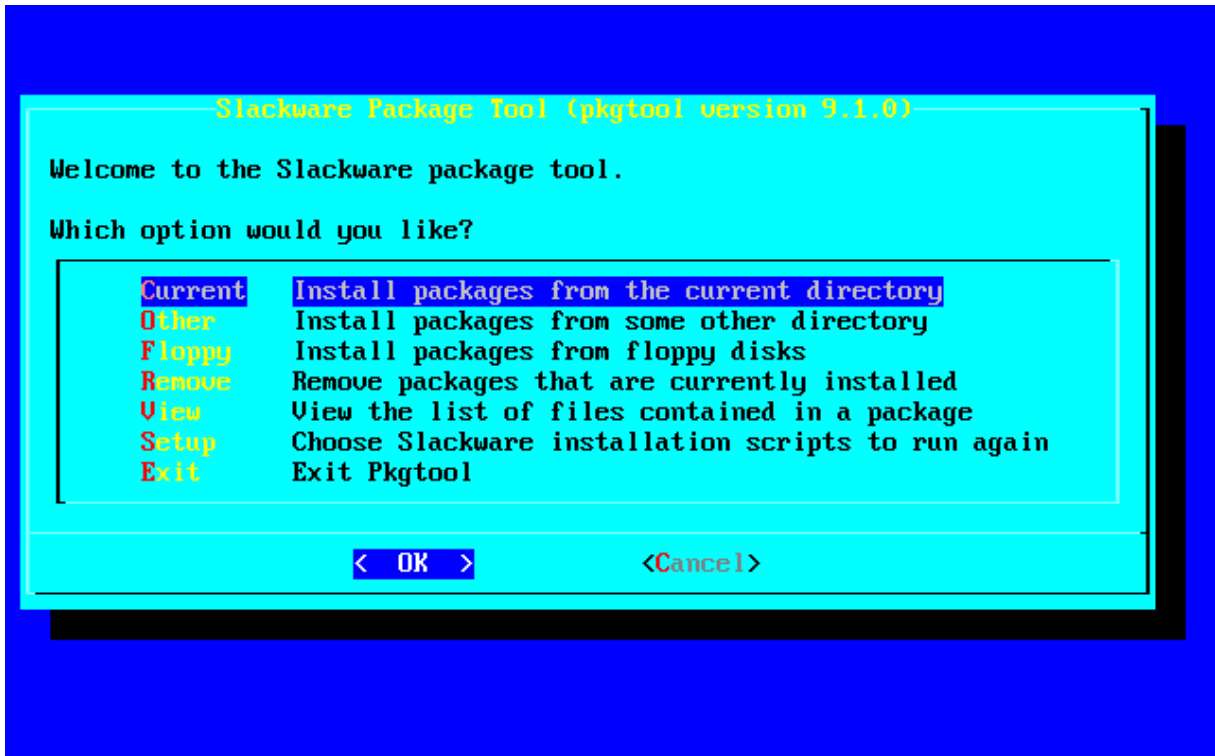 Slackware Package Tool (pkgtool version 9.1.0)
Welcome to the Slackware package tool.
Which option would you like?
Current Install packages from the current directory
Other Install packages from some other directory
Floppy Install packages from floppy disks
Remove Remove packages that are currently installed
View View the list of files contained in a package
Setup Choose Slackware installation scripts to run again
Exit Exit Pkgtool
< OK > <Cancel>